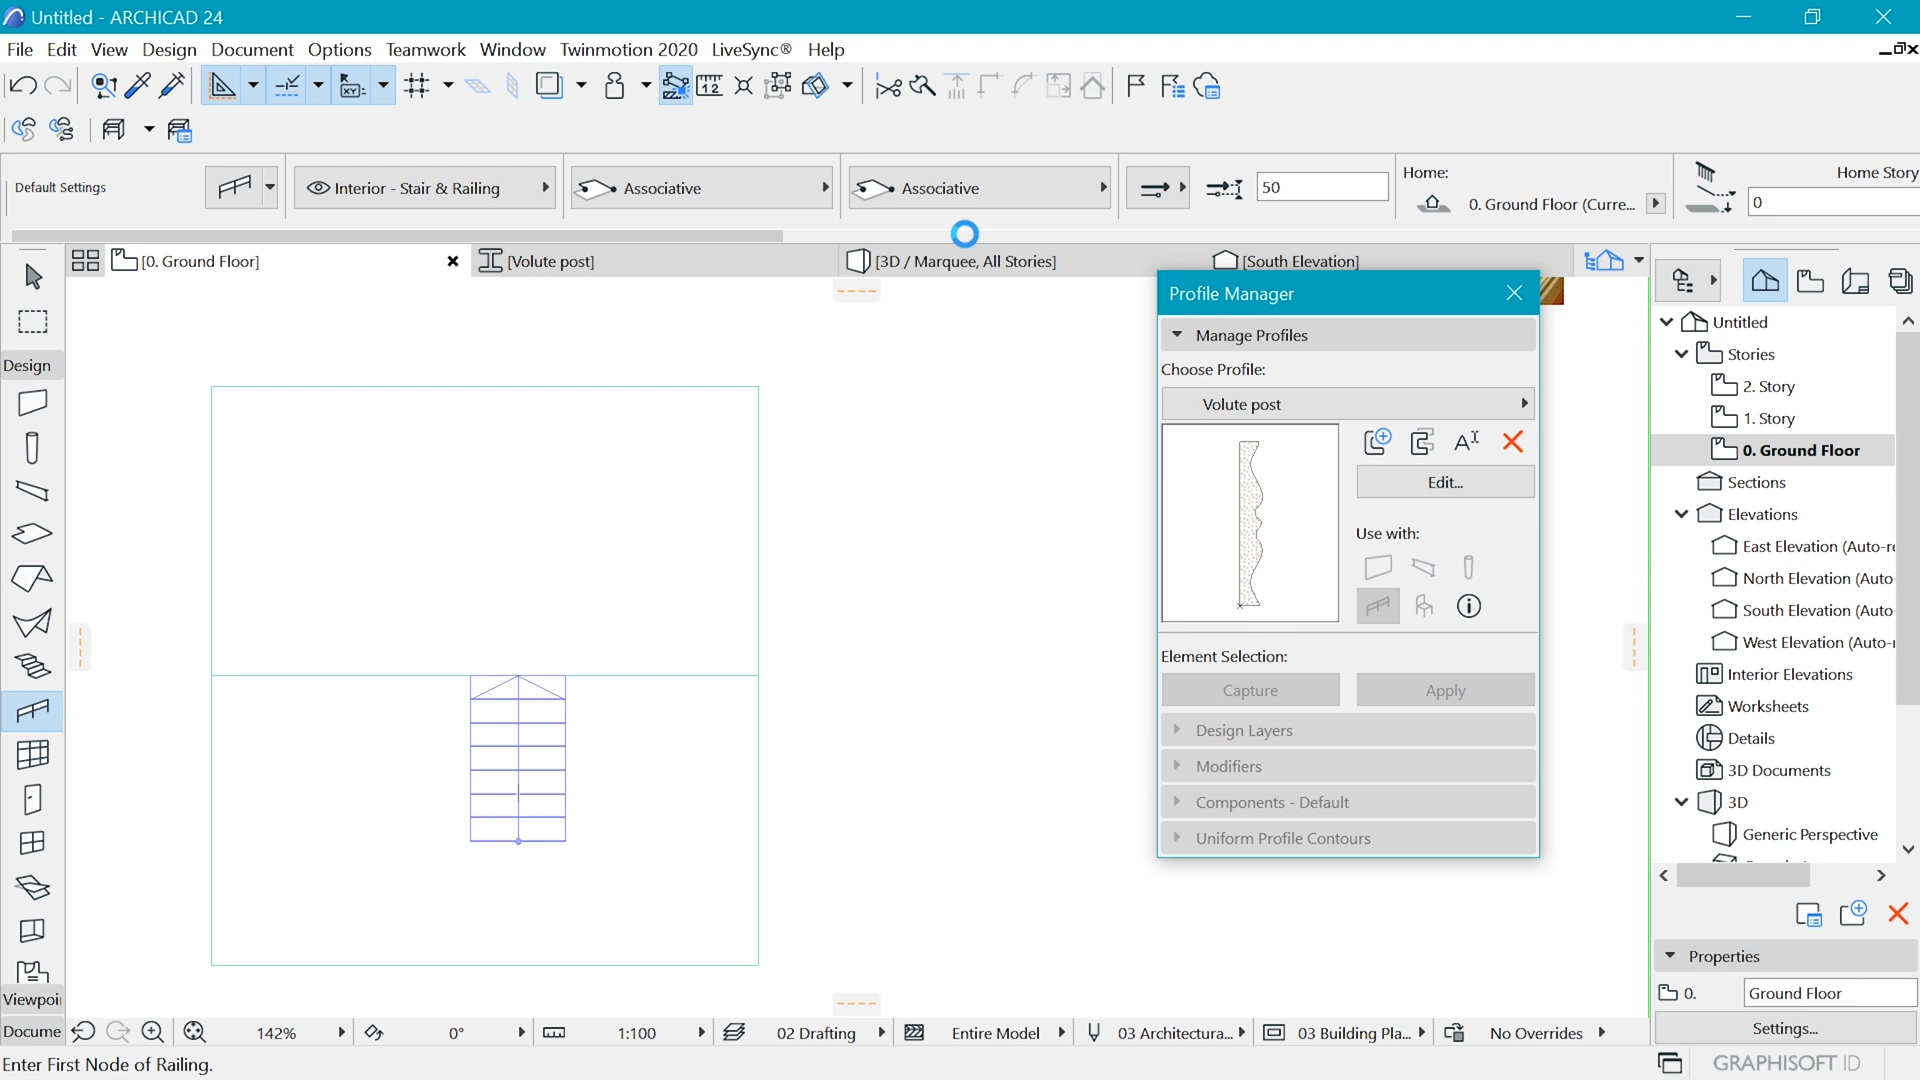 Untitled - ARCHICAD 24
File Edit View Design Document Options Teamwork Window Twinmotion 2020 LiveSync® Help
Default Settings
Interior - Stair & Railing
Associative
Associative
50
Home:
0. Ground Floor (Curre...
Home Story
0
[0. Ground Floor]
[Volute post]
[3D / Marquee, All Stories]
[South Elevation]
Design
Viewpoi
Docume
Profile Manager
Manage Profiles
Choose Profile:
Volute post
Edit...
Use with:
Element Selection:
Capture
Apply
Design Layers
Modifiers
Components - Default
Uniform Profile Contours
Untitled
Stories
2. Story
1. Story
0. Ground Floor
Sections
Elevations
East Elevation (Auto-r
North Elevation (Auto
South Elevation (Auto
West Elevation (Auto-
Interior Elevations
Worksheets
Details
3D Documents
3D
Generic Perspective
Properties
0.
Ground Floor
Settings...
142%
0°
1:100
02 Drafting
Entire Model
03 Architectura...
03 Building Pla...
No Overrides
Enter First Node of Railing.
GRAPHISOFT ID